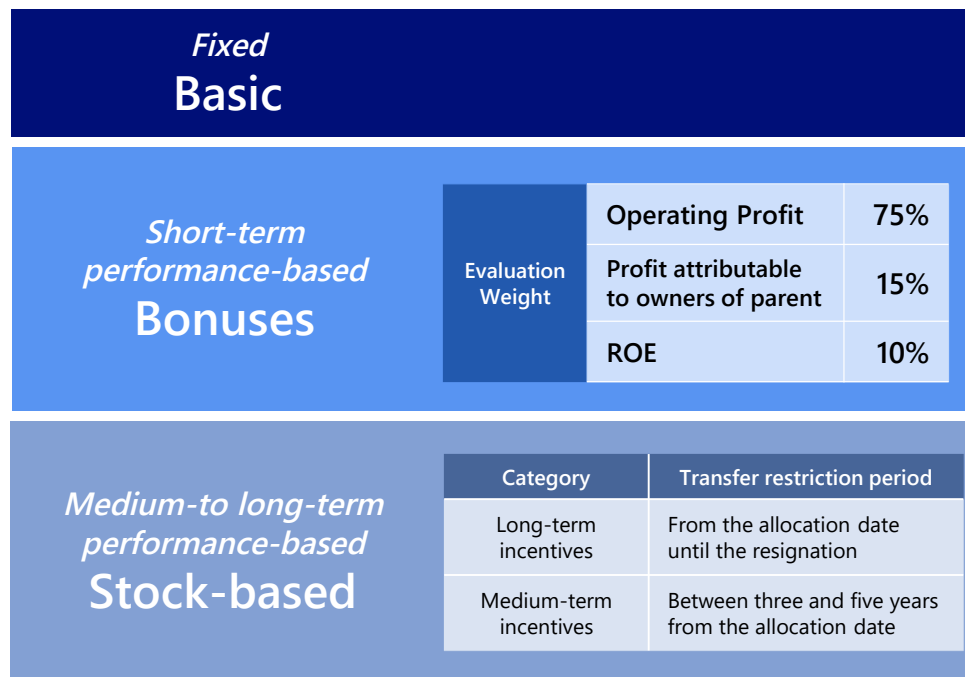 Fixed
Basic
Short-term
performance-based
Bonuses
Evaluation
Weight
Operating Profit 75%
Profit attributable
to owners of parent 15%
ROE 10%
Medium-to long-term
performance-based
Stock-based
Category Transfer restriction period
Long-term
incentives
From the allocation date
until the resignation
Medium-term
incentives
Between three and five years
from the allocation date